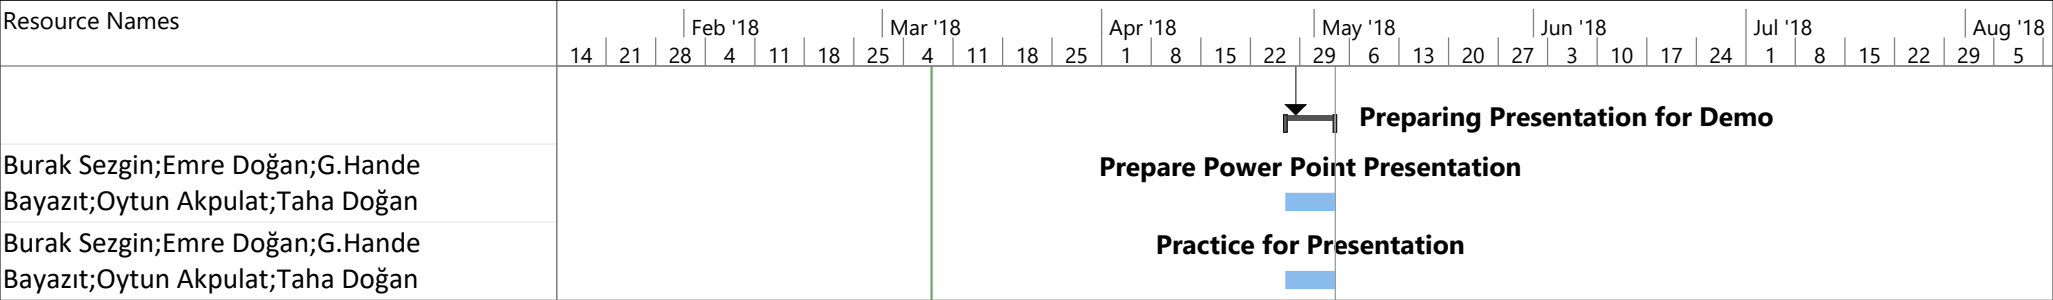 Resource Names
Feb '18 Mar '18 Apr '18 May '18 Jun '18 Jul '18 Aug '18
14 21 28 4 11 18 25 4 11 18 25 1 8 15 22 29 6 13 20 27 3 10 17 24 1 8 15 22 29 5
Preparing Presentation for Demo
Burak Sezgin;Emre Doğan;G.Hande
Bayazıt;Oytun Akpulat;Taha Doğan
Prepare Power Point Presentation
Burak Sezgin;Emre Doğan;G.Hande
Bayazıt;Oytun Akpulat;Taha Doğan
Practice for Presentation